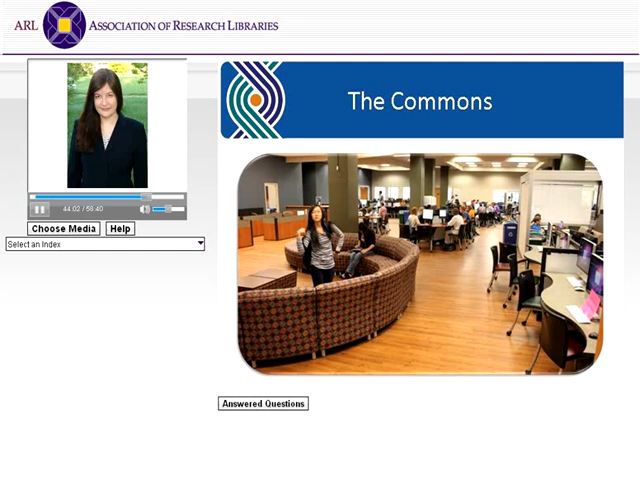 ARL ASSOCIATION OF RESEARCH LIBRARIES
The Commons
44:02 / 58:40
Choose Media Help
Select an Index
Answered Questions